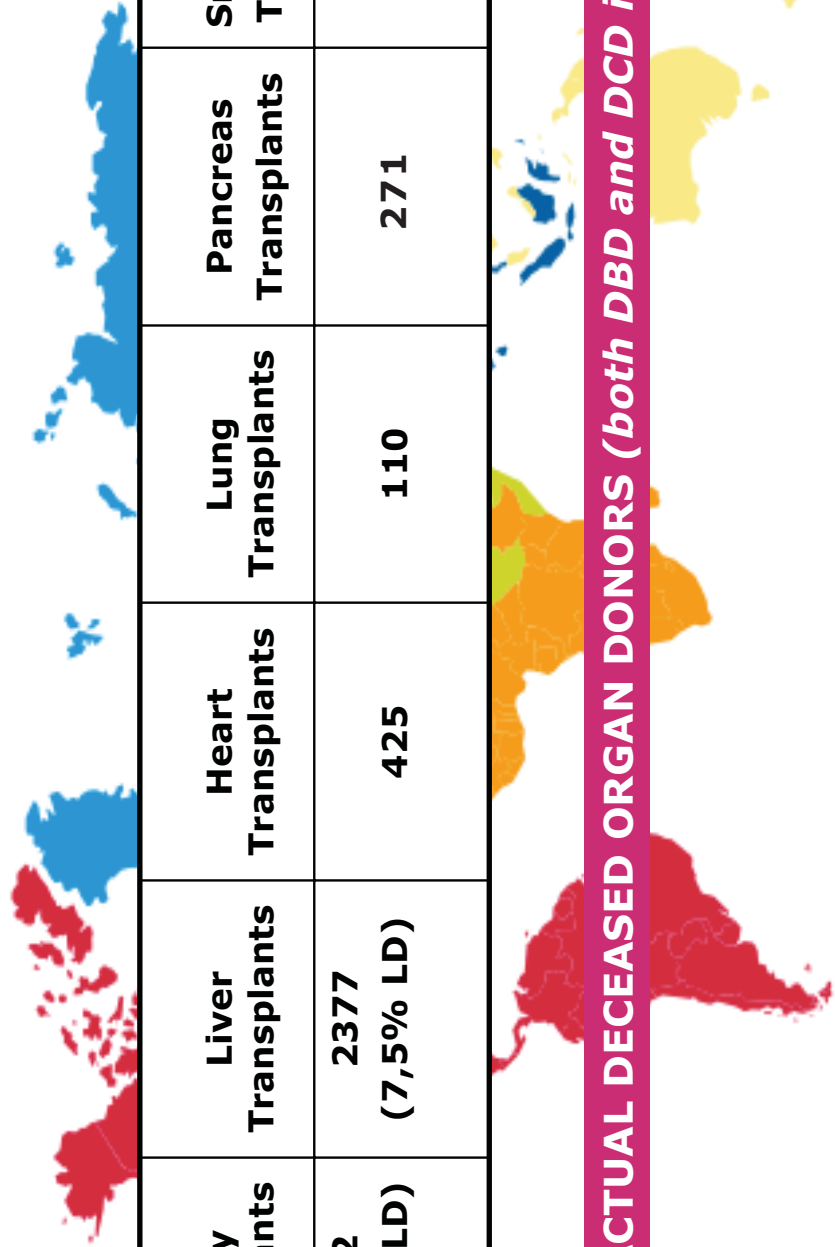 Liver
Transplants
Heart
Transplants
Lung
Transplants
Pancreas
Transplants
LD)
2377
(7,5% LD)
425
110
271
DECEASED ORGAN DONORS (both DBD and DCD